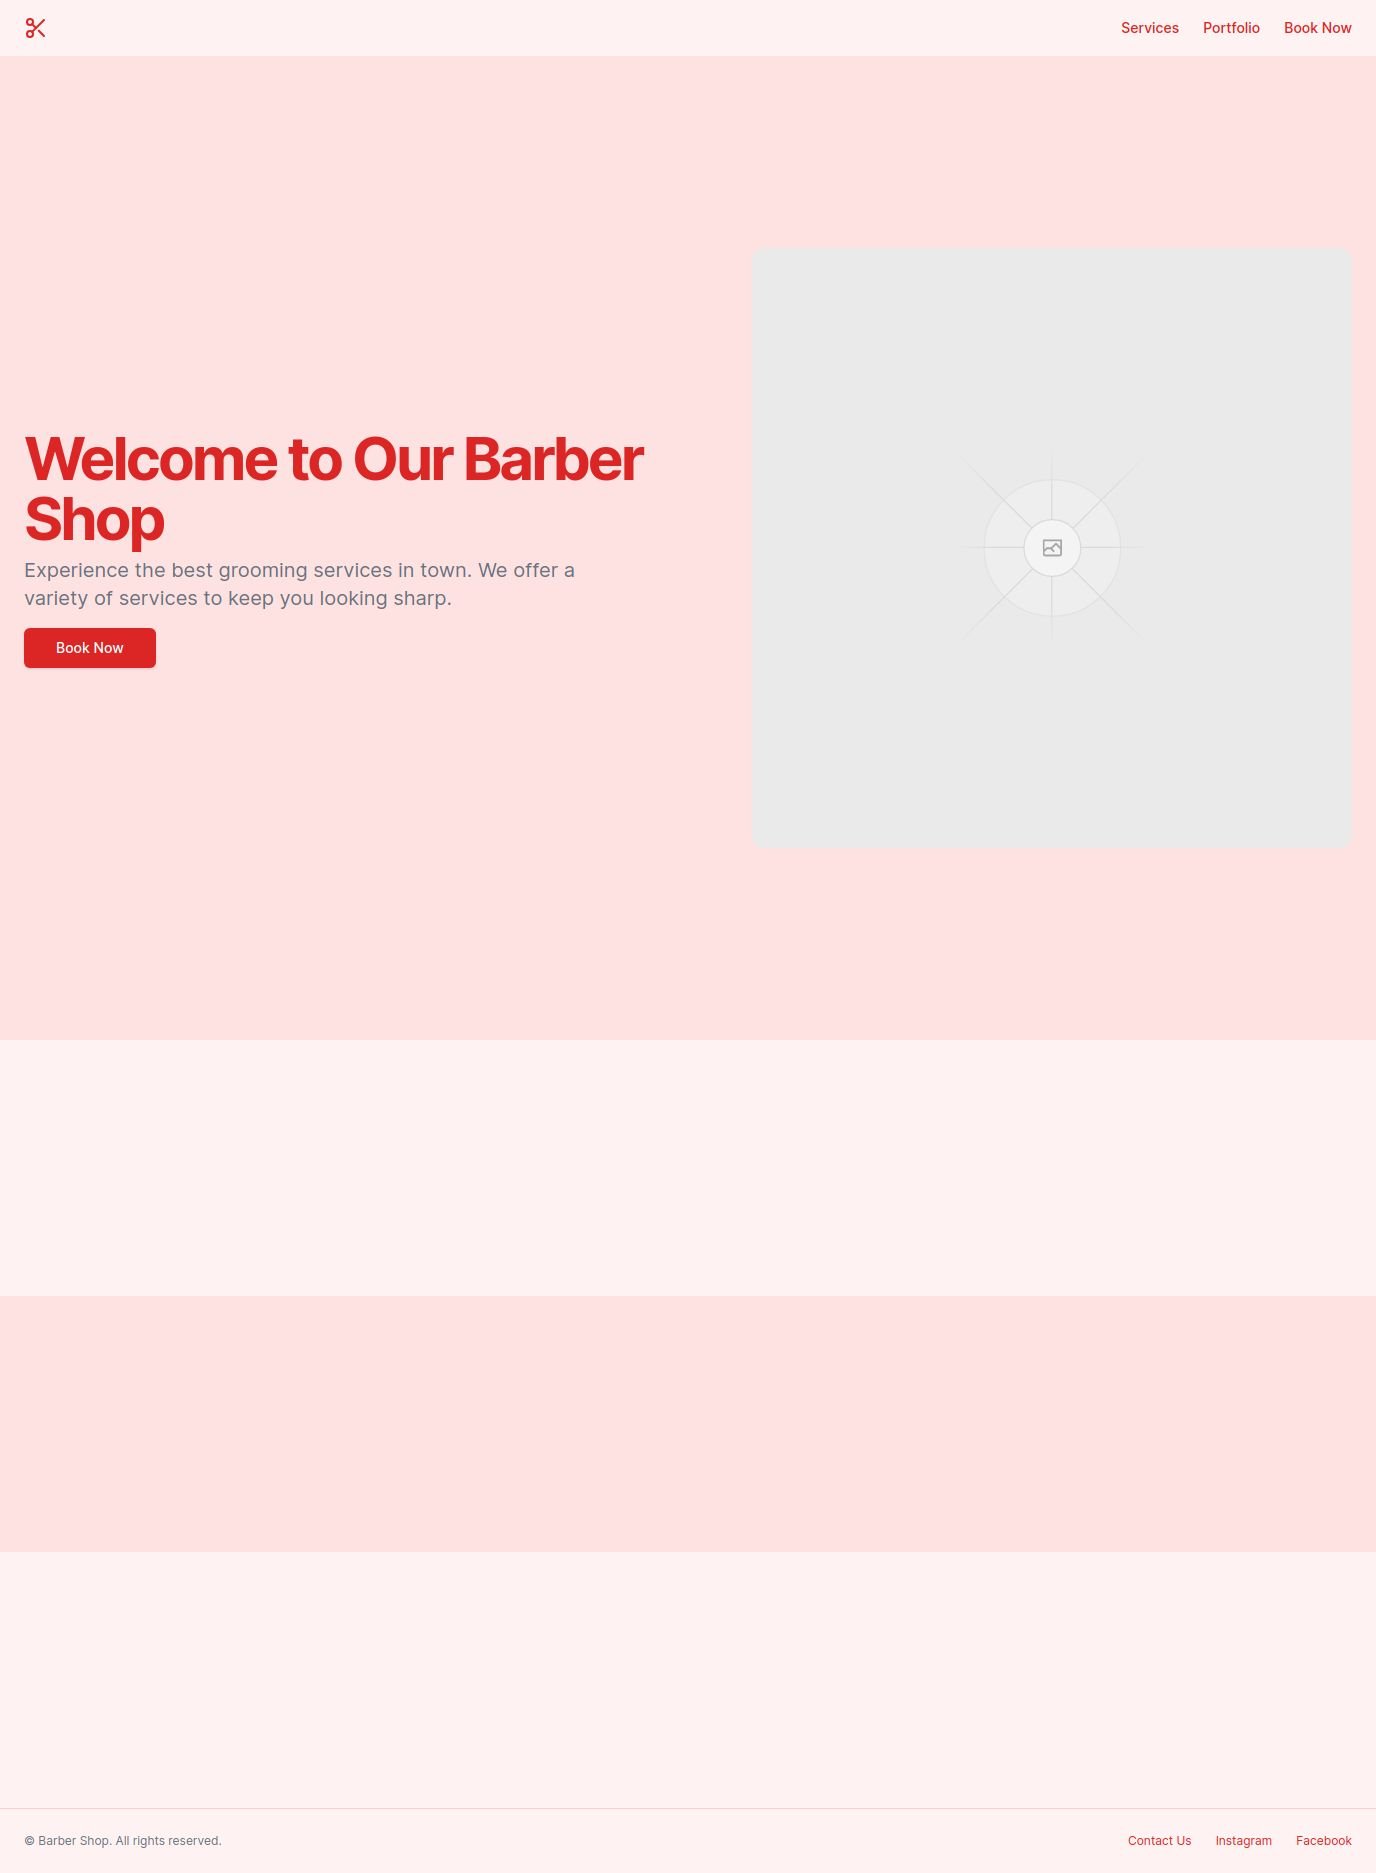 Services
Portfolio
Book Now
Welcome to Our Barber
Shop
Experience the best grooming services in town. We offer a
variety of services to keep you looking sharp.
Book Now
© Barber Shop. All rights reserved.
Contact Us
Instagram
Facebook